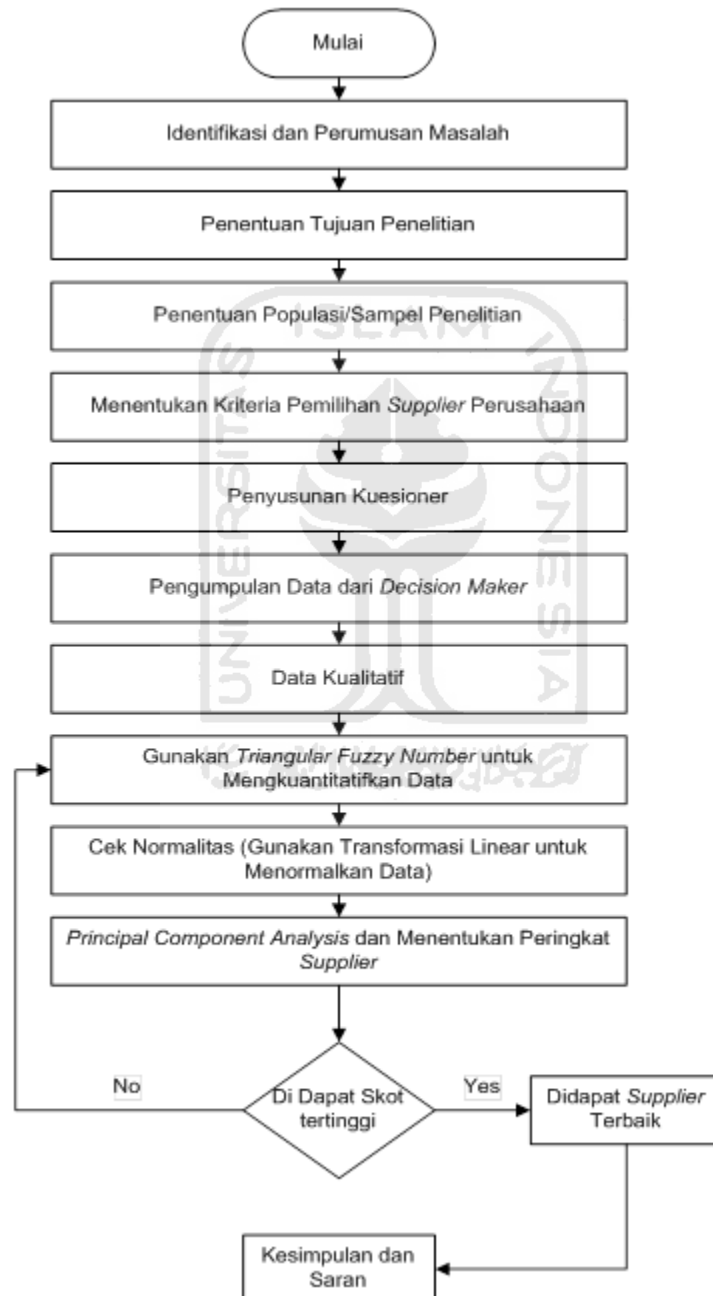 Mulai
Identifikasi dan Perumusan Masalah
Penentuan Tujuan Penelitian
Penentuan Populasi/Sampel Penelitian
ISLAM
UNIVERSITAS
INDONESIA
Menentukan Kriteria Pemilihan Supplier Perusahaan
Penyusunan Kuesioner
Pengumpulan Data dari Decision Maker
Data Kualitatif
Gunakan Triangular Fuzzy Number untuk
Mengkuantitatifkan Data
Cek Normalitas (Gunakan Transformasi Linear untuk
Menormalkan Data)
Principal Component Analysis dan Menentukan Peringkat
Supplier
No
Di Dapat Skot
tertinggi
Yes
Didapat Supplier
Terbaik
Kesimpulan dan
Saran